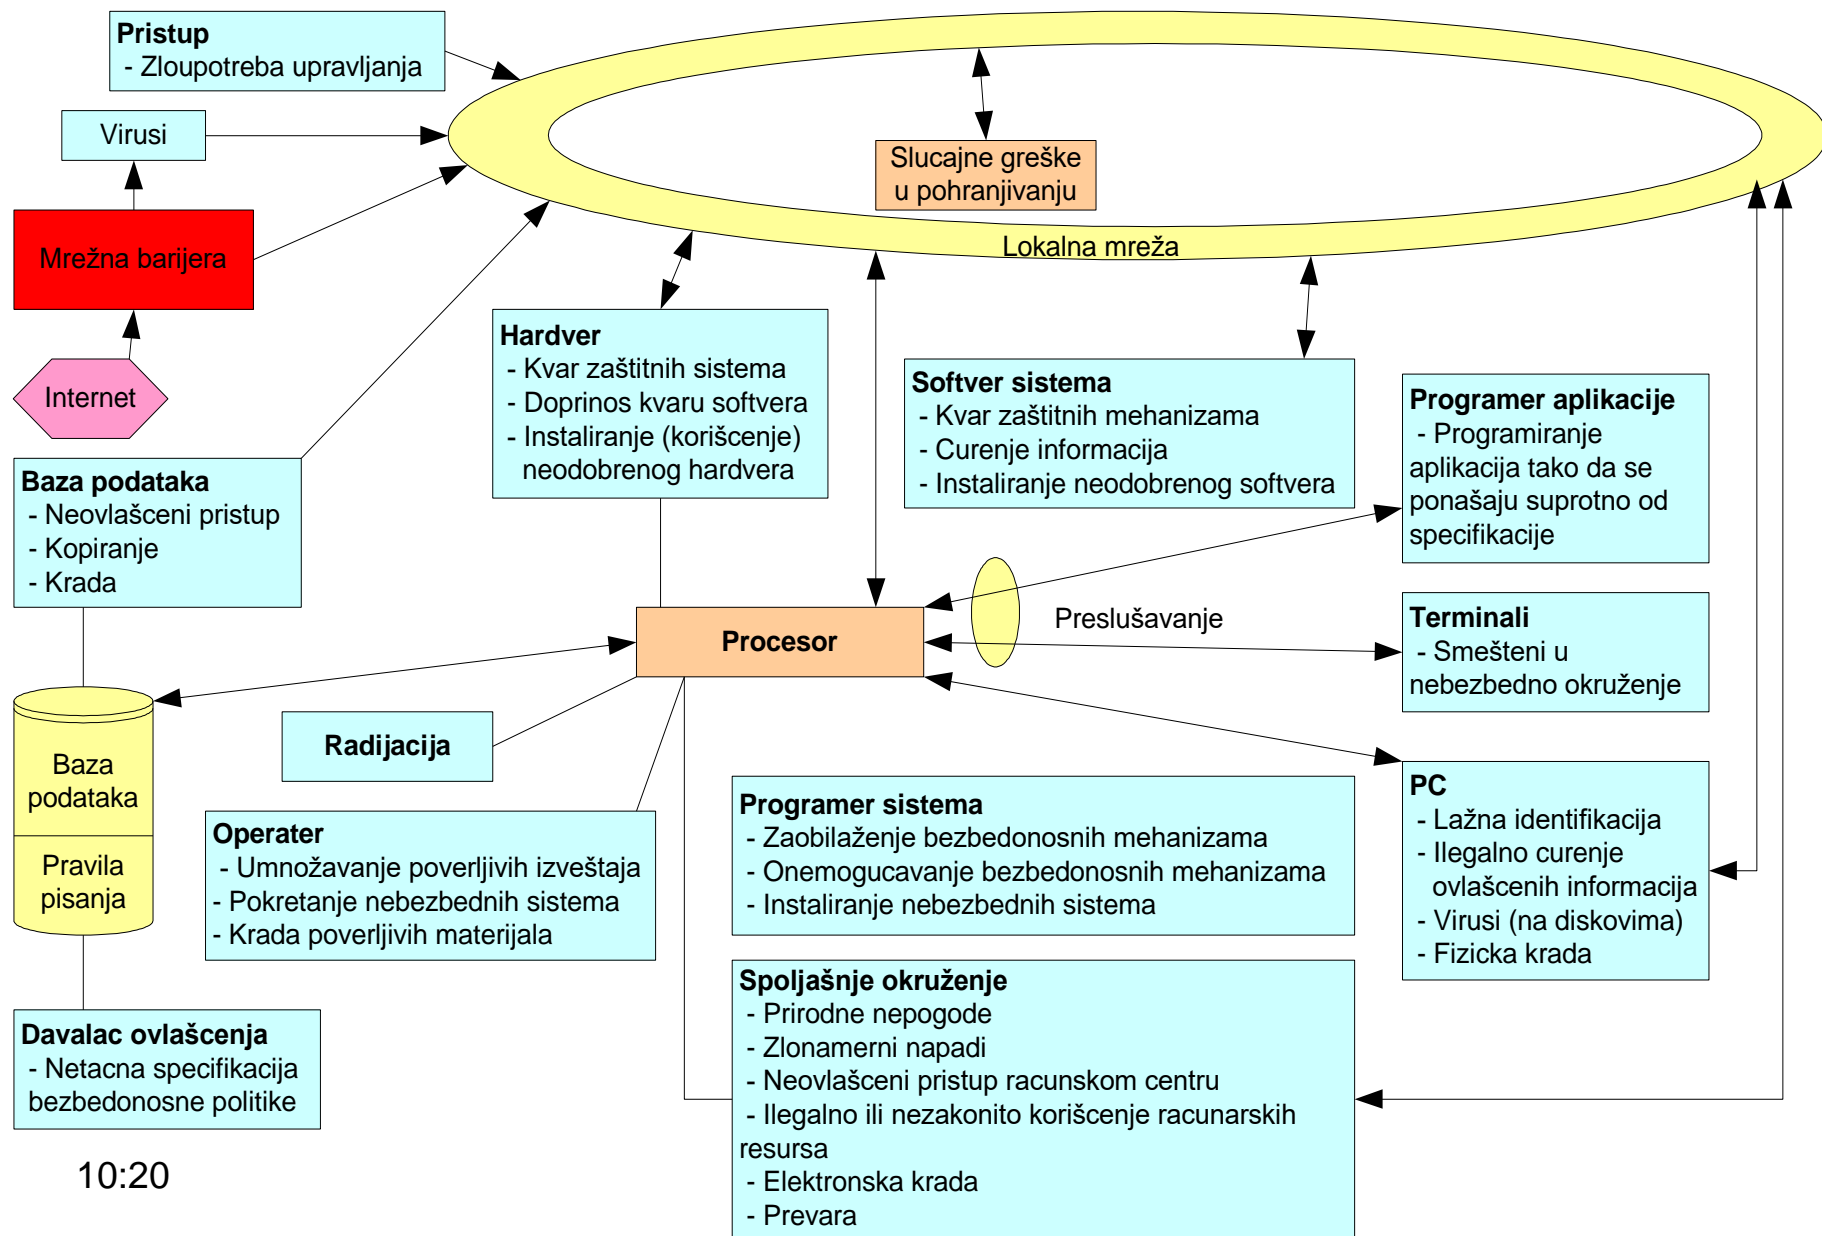 Pristup
- Zloupotreba upravljanja
Virusi
Slucajne greške
u pohranjivanju
Mrežna barijera
Lokalna mreža
Internet
Hardver
- Kvar zaštitnih sistema
- Doprinos kvaru softvera
- Instaliranje (korišcenje)
neodobrenog hardvera
Softver sistema
- Kvar zaštitnih mehanizama
- Curenje informacija
- Instaliranje neodobrenog softvera
Programer aplikacije
- Programiranje
aplikacija tako da se
ponašaju suprotno od
specifikacije
Baza podataka
- Neovlašceni pristup
- Kopiranje
- Krada
Procesor
Preslušavanje
Terminali
- Smešteni u
nebezbedno okruženje
Radijacija
Baza
podataka
Pravila
pisanja
Operater
- Umnožavanje poverljivih izveštaja
- Pokretanje nebezbednih sistema
- Krada poverljivih materijala
Programer sistema
- Zaobilaženje bezbedonosnih mehanizama
- Onemogucavanje bezbedonosnih mehanizama
- Instaliranje nebezbednih sistema
PC
- Lažna identifikacija
- Ilegalno curenje
ovlašcenih informacija
- Virusi (na diskovima)
- Fizicka krada
Spoljašnje okruženje
- Prirodne nepogode
- Zlonamerni napadi
- Neovlašceni pristup racunskom centru
- Ilegalno ili nezakonito korišcenje racunarskih
resursa
- Elektronska krada
- Prevara
Davalac ovlašcenja
- Netacna specifikacija
bezbedonosne politike
10:20